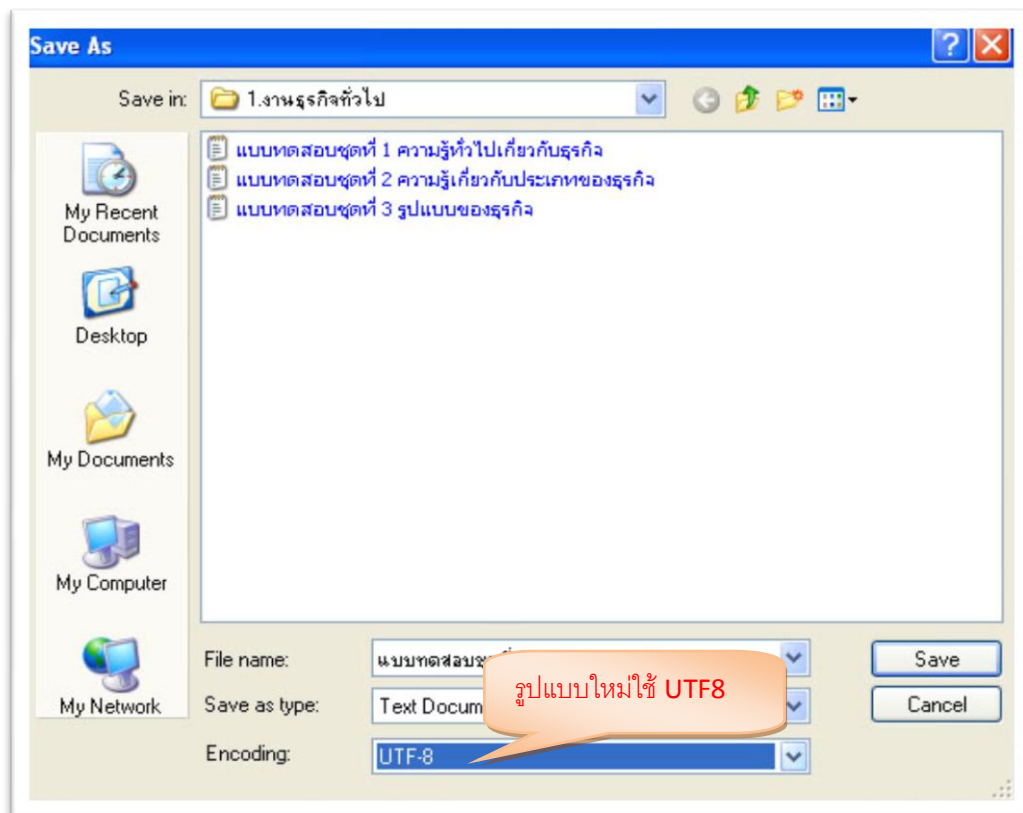 Save As
Save in: 1.งานธุรกิจทั่วไป
แบบทดสอบชุดที่ 1 ความรู้ทั่วไปเกี่ยวกับธุรกิจ
แบบทดสอบชุดที่ 2 ความรู้เกี่ยวกับประเภทของธุรกิจ
แบบทดสอบชุดที่ 3 รูปแบบของธุรกิจ
My Recent
Documents
Desktop
My Documents
My Computer
My Network
File name: Save
รูปแบบใหม่ใช้ UTF8
Save as type: Text Cancel
Encoding: UTF-8